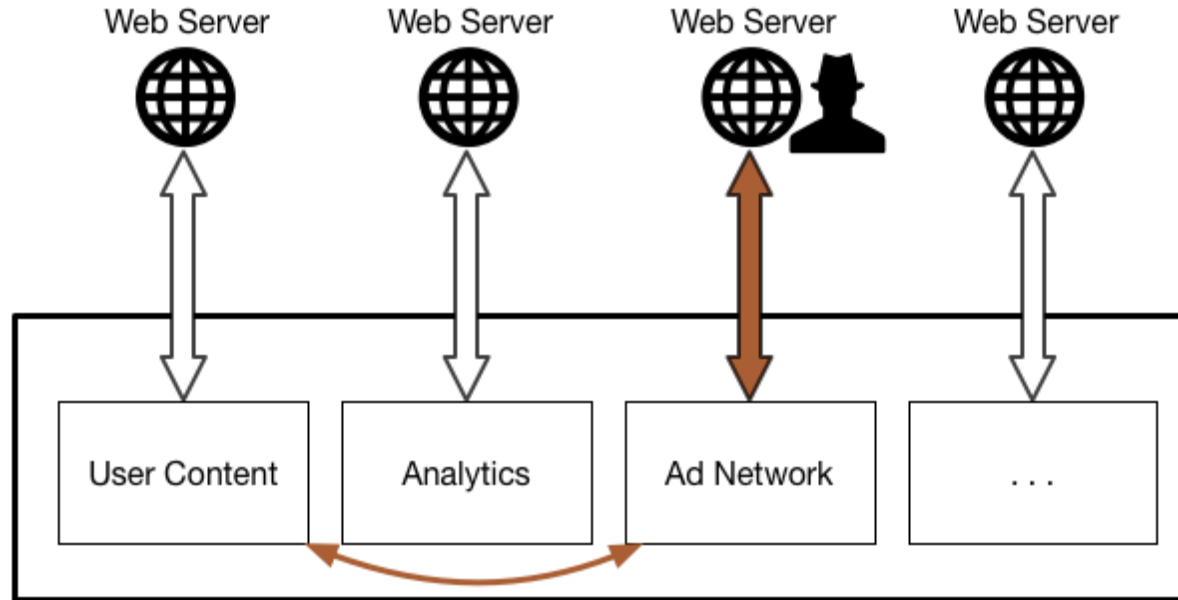 Web Server
Web Server
Web Server
Web Server
User Content
Analytics
Ad Network
. . .